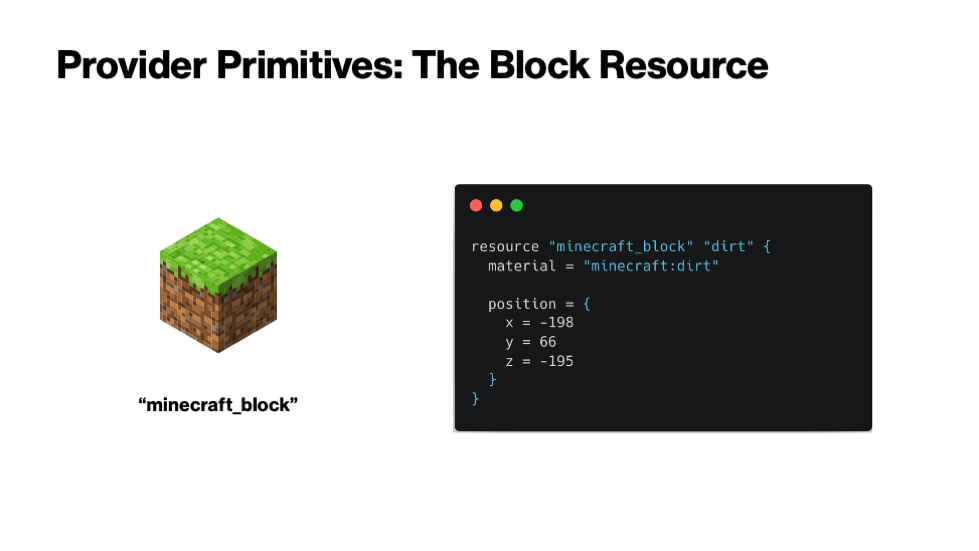 Provider Primitives: The Block Resource
“minecraft_block”
resource "minecraft_block" "dirt" {
  material = "minecraft:dirt"

  position = {
    x = -198
    y = 66
    z = -195
  }
}